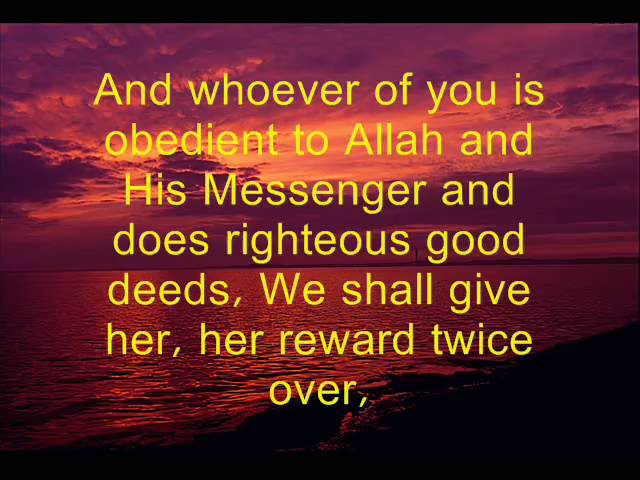 And whoever of you is
obedient to Allah and
His Messenger and
does righteous good
deeds, We shall give
her, her reward twice
over,